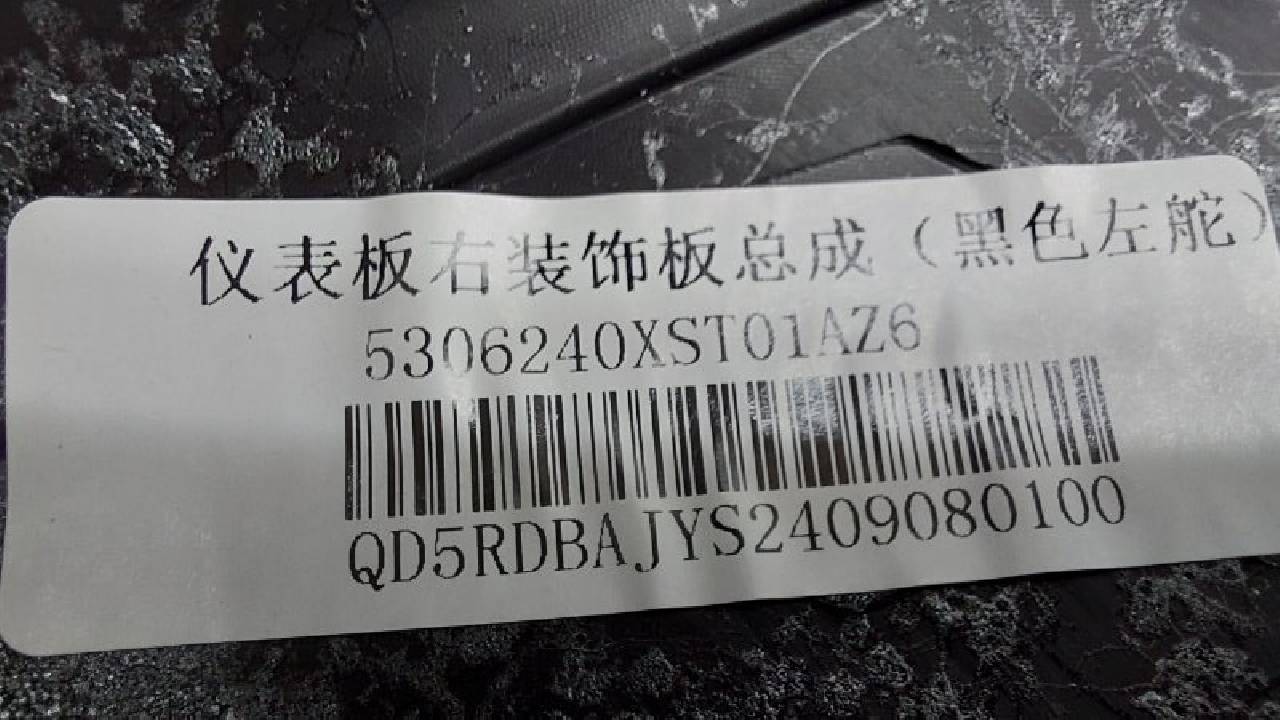 仪表板右装饰板总成（黑色左舵）
5306240XST01AZ6
QD5RDBAJYS2409080100